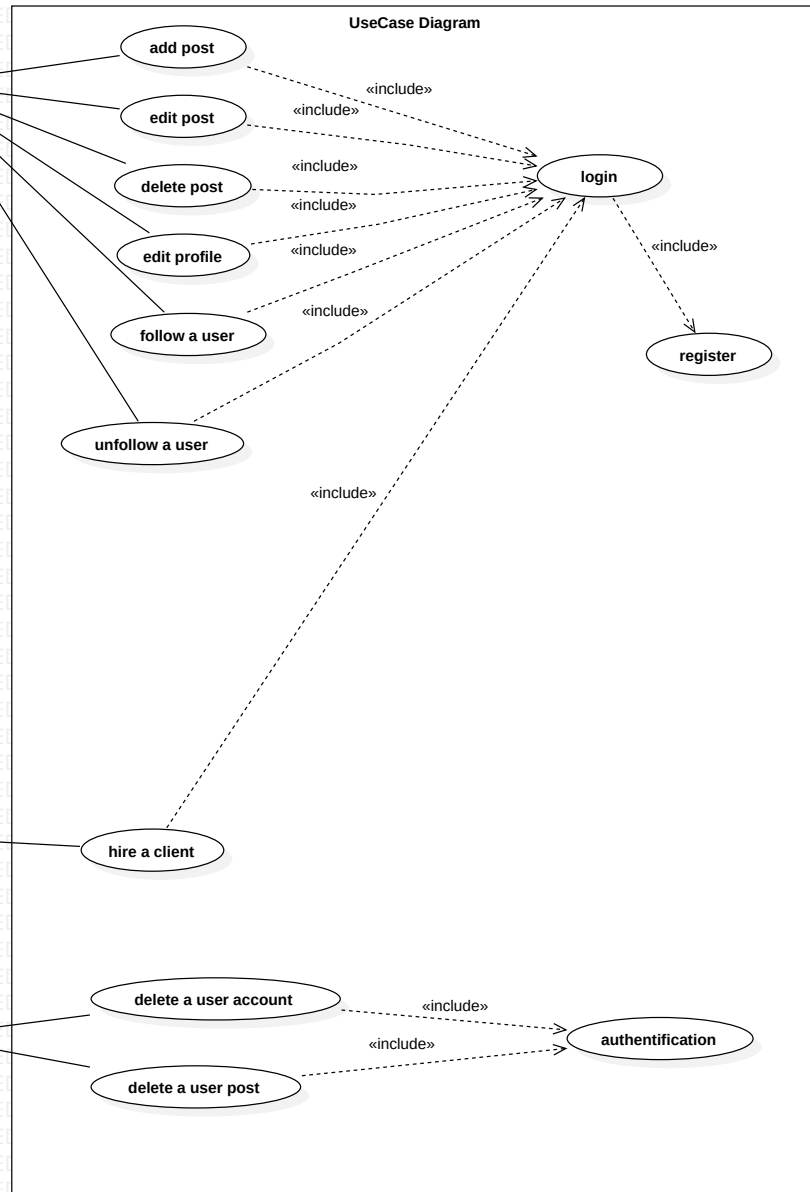 UseCase Diagram
add post
«include»
edit post
«include»
delete post
«include»
login
edit profile
«include»
«include»
«include»
follow a user
«include»
register
unfollow a user
«include»
hire a client
delete a user account
«include»
authentification
delete a user post
«include»